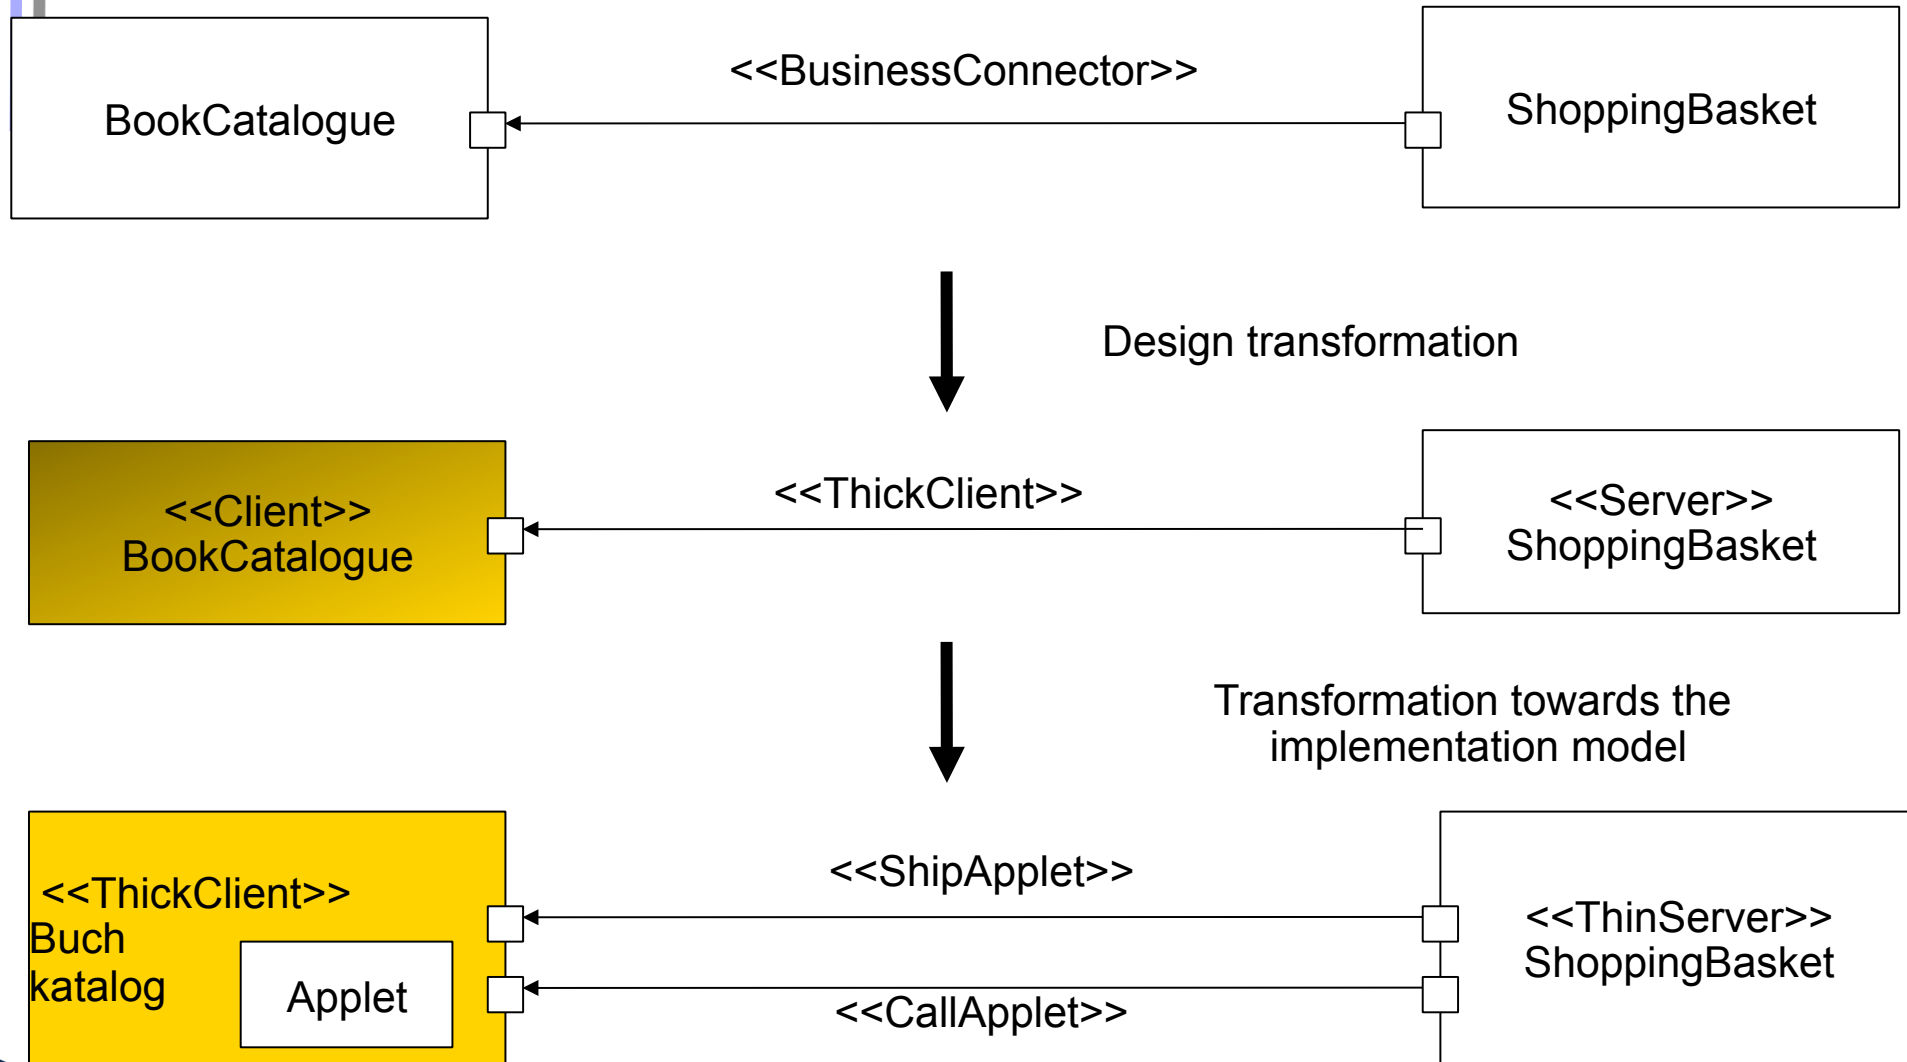 <<BusinessConnector>>
BookCatalogue
ShoppingBasket
Design transformation
<<Client>>
BookCatalogue
<<ThickClient>>
<<Server>>
ShoppingBasket
Transformation towards the
implementation model
<<ThickClient>>
Buch
katalog
Applet
<<ShipApplet>>
<<CallApplet>>
<<ThinServer>>
ShoppingBasket